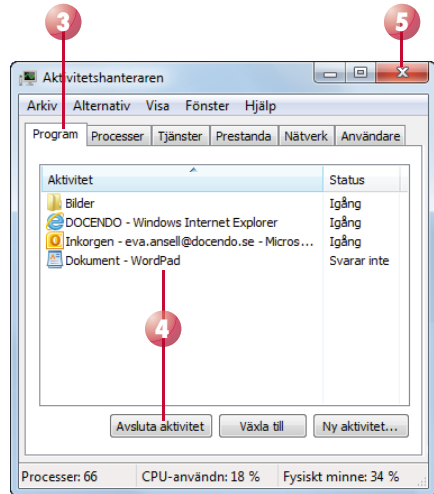 3
5
Aktivitetshanteraren
Arkiv Alternativ Visa Fönster Hjälp
Program Processer Tjänster Prestanda Nätverk Användare
Aktivitet Status
Bilder Igång
DOCENDO - Windows Internet Explorer Igång
Inkorgen - eva.ansell@docendo.se - Micros... Igång
Dokument - WordPad Svarar inte
4
Avsluta aktivitet Växla till Ny aktivitet...
Processer: 66 CPU-användn: 18 % Fysiskt minne: 34 %